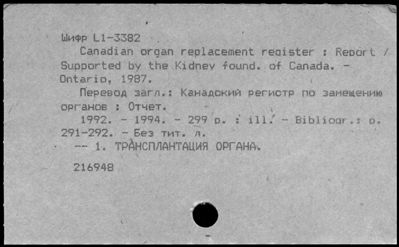 Шифр L1-3382
Canadian organ replacement register : Report /
Supported by the Kidney found. of Canada. -
Ontario, 1987.
Перевод загл.: Канадский регистр по замещению
органов : Отчет.
1992. - 1994. - 299 p. : ill. - Bibliogr.: p.
291-292. - Без тит. л.
-- 1. ТРАНСПЛАНТАЦИЯ ОРГАНА.
216948